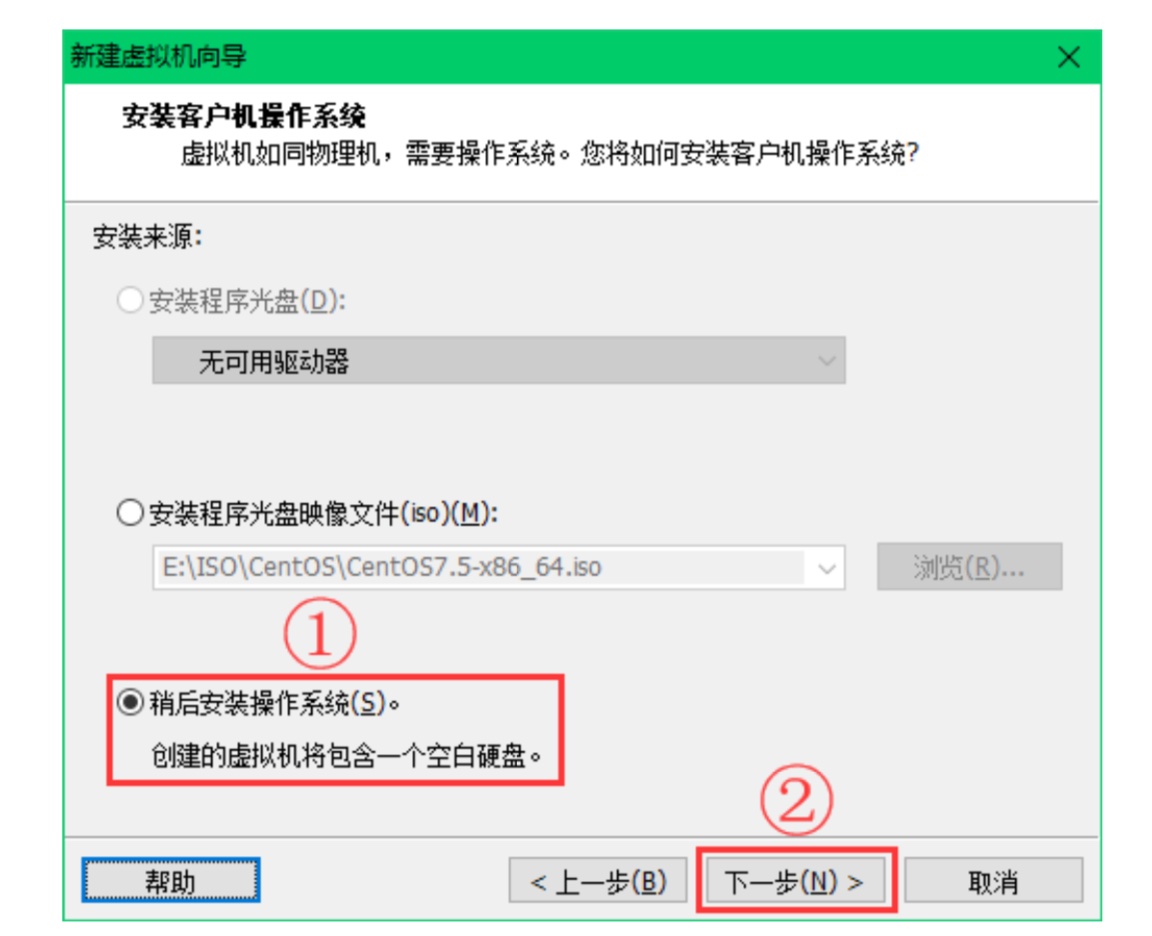 新建虚拟机向导
安装客户机操作系统
虚拟机如同物理机，需要操作系统。您将如何安装客户机操作系统?
安装来源:
安装程序光盘(D):
无可用驱动器
安装程序光盘映像文件(iso)(M):
E:\ISO\CentOS\CentOS7.5-x86_64.iso
浏览(R)...
①
稍后安装操作系统(S)。
创建的虚拟机将包含一个空白硬盘。
②
帮助
< 上一步(B)
下一步(N) >
取消